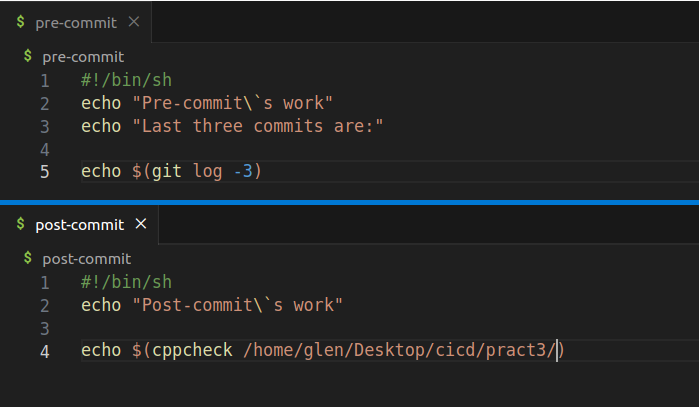 $ pre-commit ×
$ pre-commit
1 #!/bin/sh
2 echo "Pre-commit\`s work"
3 echo "Last three commits are:"
4
5 echo $(git log -3)
$ post-commit ×
$ post-commit
1 #!/bin/sh
2 echo "Post-commit\`s work"
3
4 echo $(cppcheck /home/glen/Desktop/cicd/pract3/)